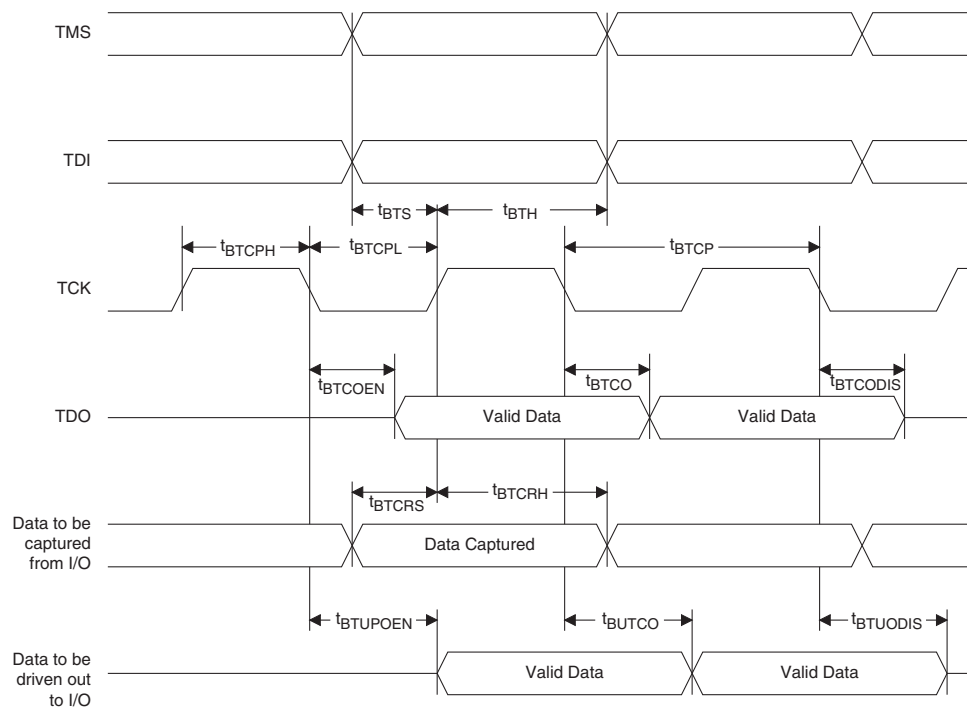 TMS
TDI
tBTS
tBTH
tBTCPH
tBTCPL
tBTCP
TCK
tBTCOEN
tBTCO
tBTCODIS
TDO
Valid Data
Valid Data
tBTCRS
tBTCRH
Data to be
captured
from I/O
Data Captured
tBTUPOEN
tBUTCO
tBTUODIS
Data to be
driven out
to I/O
Valid Data
Valid Data